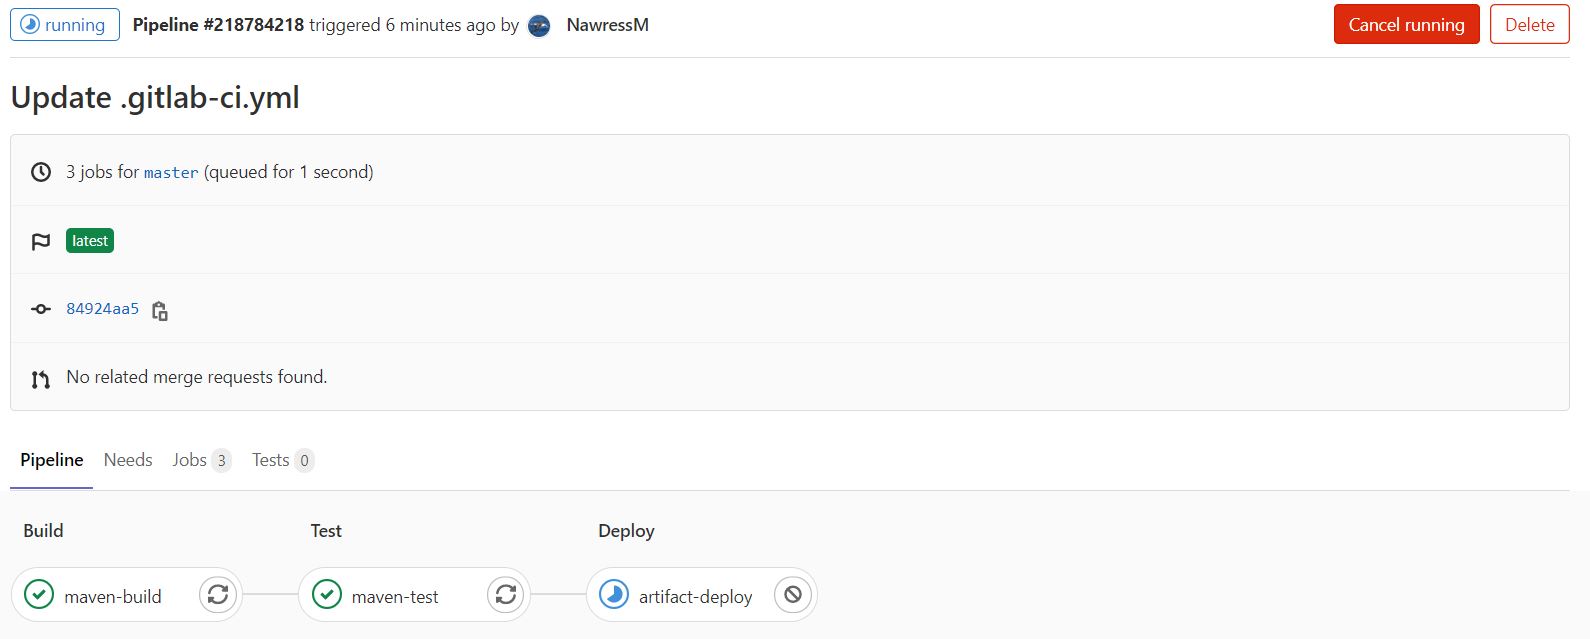 running Pipeline #218784218 triggered 6 minutes ago by NawressM Cancel running Delete
Update .gitlab-ci.yml
3 jobs for master (queued for 1 second)
latest
84924aa5
No related merge requests found.
Pipeline Needs Jobs 3 Tests 0
Build Test Deploy
maven-build maven-test artifact-deploy